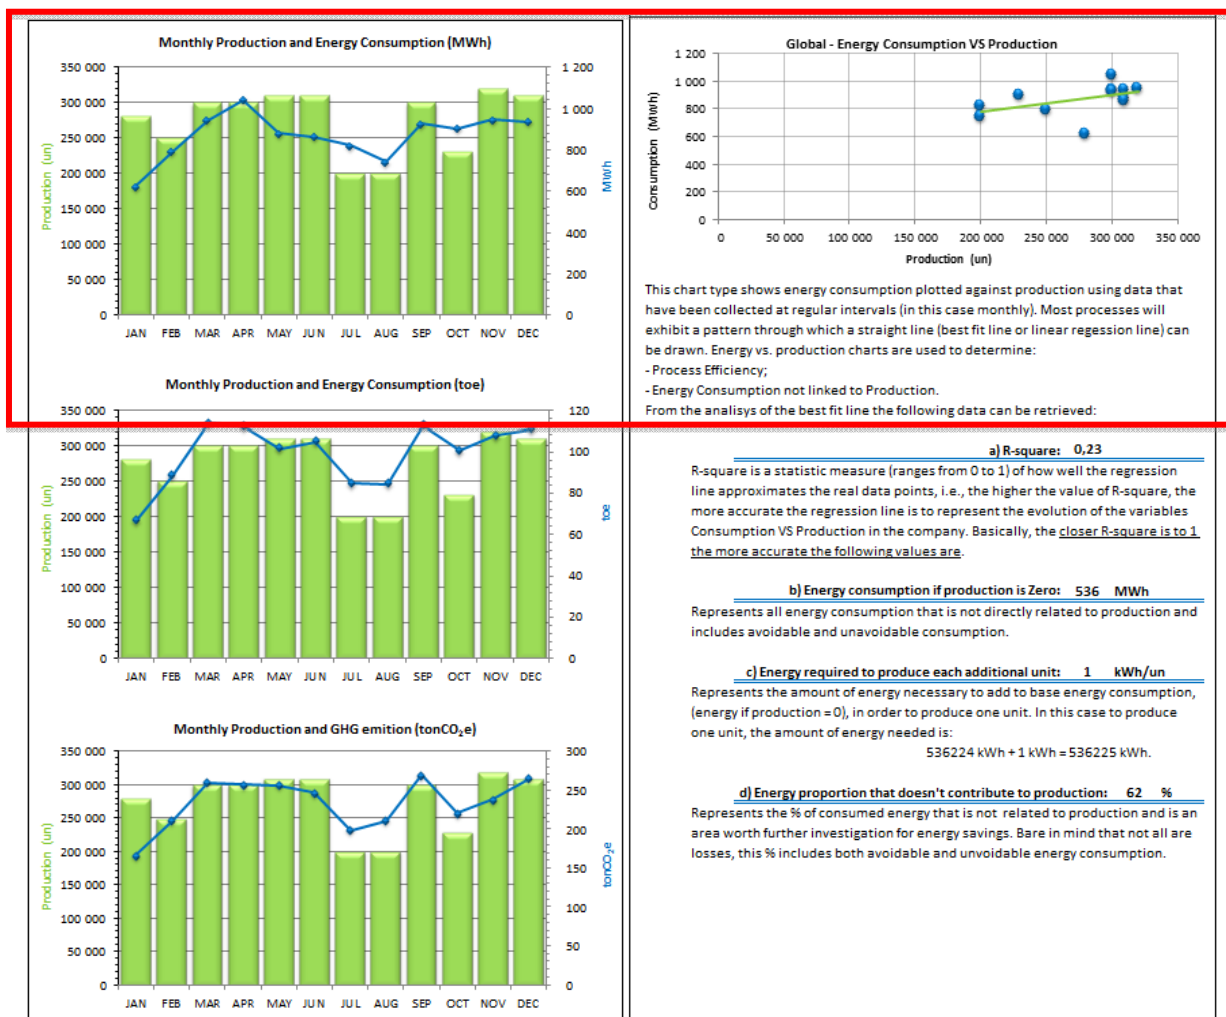 Monthly Production and Energy Consumption (MWh)
350 000
300 000
250 000
200 000
150 000
100 000
50 000
0
Production (un)
1 200
1 000
800
600
400
200
0
MWh
JAN FEB MAR APR MAY JUN JUL AUG SEP OCT NOV DEC
Monthly Production and Energy Consumption (toe)
350 000
300 000
250 000
200 000
150 000
100 000
50 000
0
Production (un)
120
100
80
60
40
20
0
toe
JAN FEB MAR APR MAY JUN JUL AUG SEP OCT NOV DEC
Monthly Production and GHG emition (tonCO₂e)
350 000
300 000
250 000
200 000
150 000
100 000
50 000
0
Production (un)
300
250
200
150
100
50
0
tonCO₂e
JAN FEB MAR APR MAY JUN JUL AUG SEP OCT NOV DEC
Global - Energy Consumption VS Production
1 200
1 000
800
600
400
200
0
Consumption (MWh)
0 50 000 100 000 150 000 200 000 250 000 300 000 350 000
Production (un)
This chart type shows energy consumption plotted against production using data that
have been collected at regular intervals (in this case monthly). Most processes will
exhibit a pattern through which a straight line (best fit line or linear regression line) can
be drawn. Energy vs. production charts are used to determine:
- Process Efficiency;
- Energy Consumption not linked to Production.
From the analisys of the best fit line the following data can be retrieved:
a) R-square: 0,23
R-square is a statistic measure (ranges from 0 to 1) of how well the regression
line approximates the real data points, i.e., the higher the value of R-square, the
more accurate the regression line is to represent the evolution of the variables
Consumption VS Production in the company. Basically, the closer R-square is to 1
the more accurate the following values are.
b) Energy consumption if production is Zero: 536 MWh
Represents all energy consumption that is not directly related to production and
includes avoidable and unavoidable consumption.
c) Energy required to produce each additional unit: 1 kWh/un
Represents the amount of energy necessary to add to base energy consumption,
(energy if production = 0), in order to produce one unit. In this case to produce
one unit, the amount of energy needed is:
536224 kWh + 1 kWh = 536225 kWh.
d) Energy proportion that doesn't contribute to production: 62 %
Represents the % of consumed energy that is not related to production and is an
area worth further investigation for energy savings. Bare in mind that not all are
losses, this % includes both avoidable and unvoidable energy consumption.